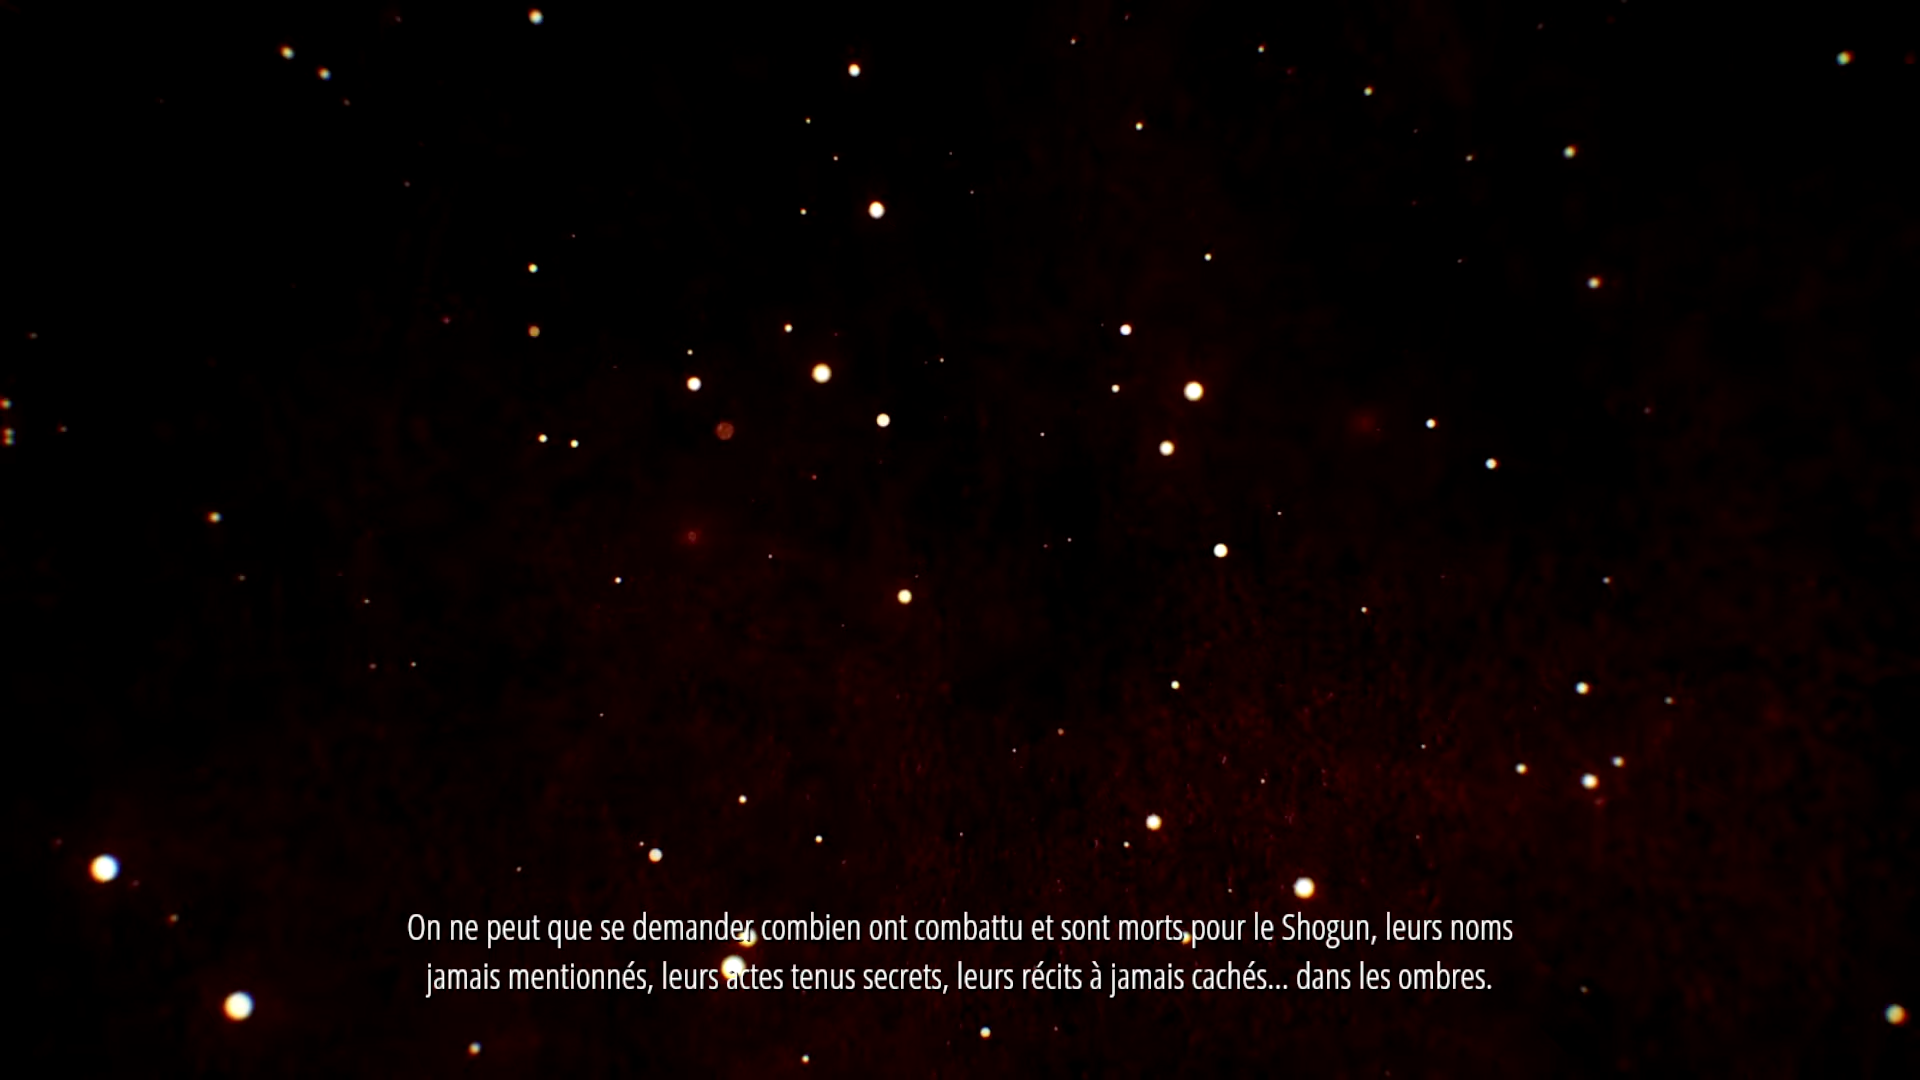 On ne peut que se demander combien ont combattu et sont morts pour le Shogun, leurs noms
jamais mentionnés, leurs actes tenus secrets, leurs récits à jamais cachés... dans les ombres.